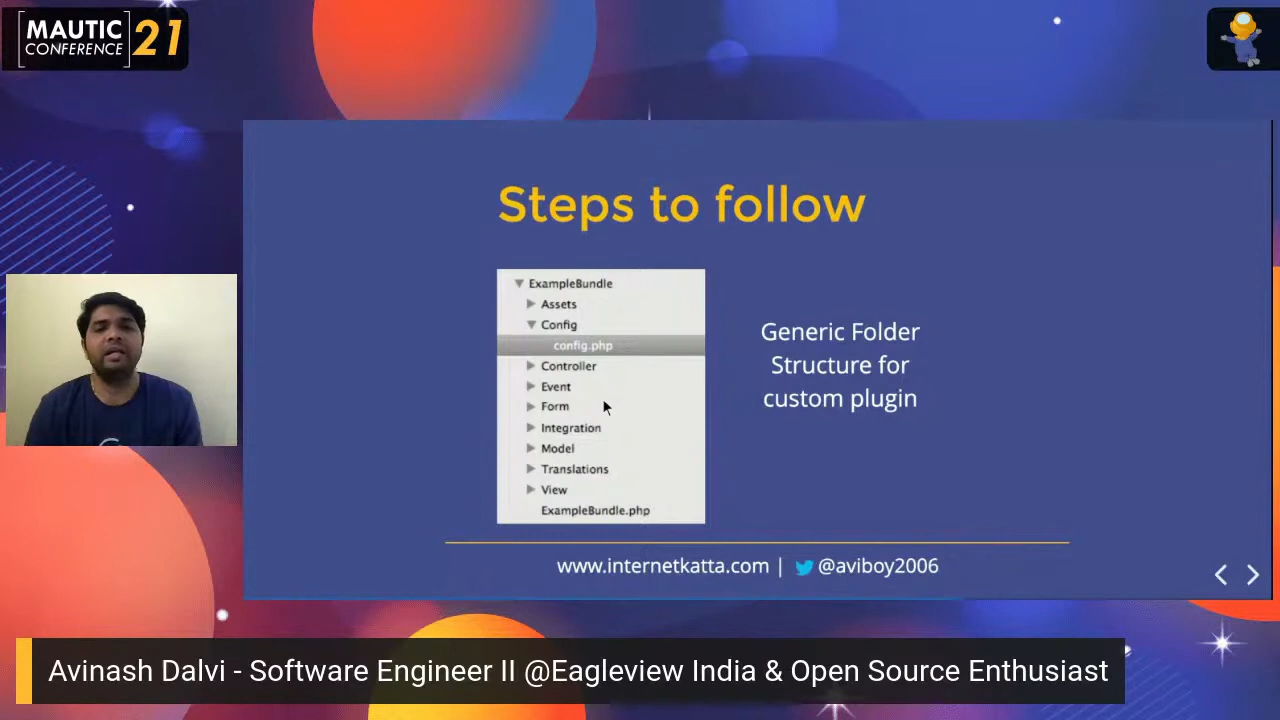 MAUTIC
CONFERENCE 21
Steps to follow
ExampleBundle
Assets
Config
config.php
Controller
Event
Form
Integration
Model
Translations
View
ExampleBundle.php
Generic Folder
Structure for
custom plugin
www.internetkatta.com | @aviboy2006
Avinash Dalvi - Software Engineer II @Eagleview India & Open Source Enthusiast